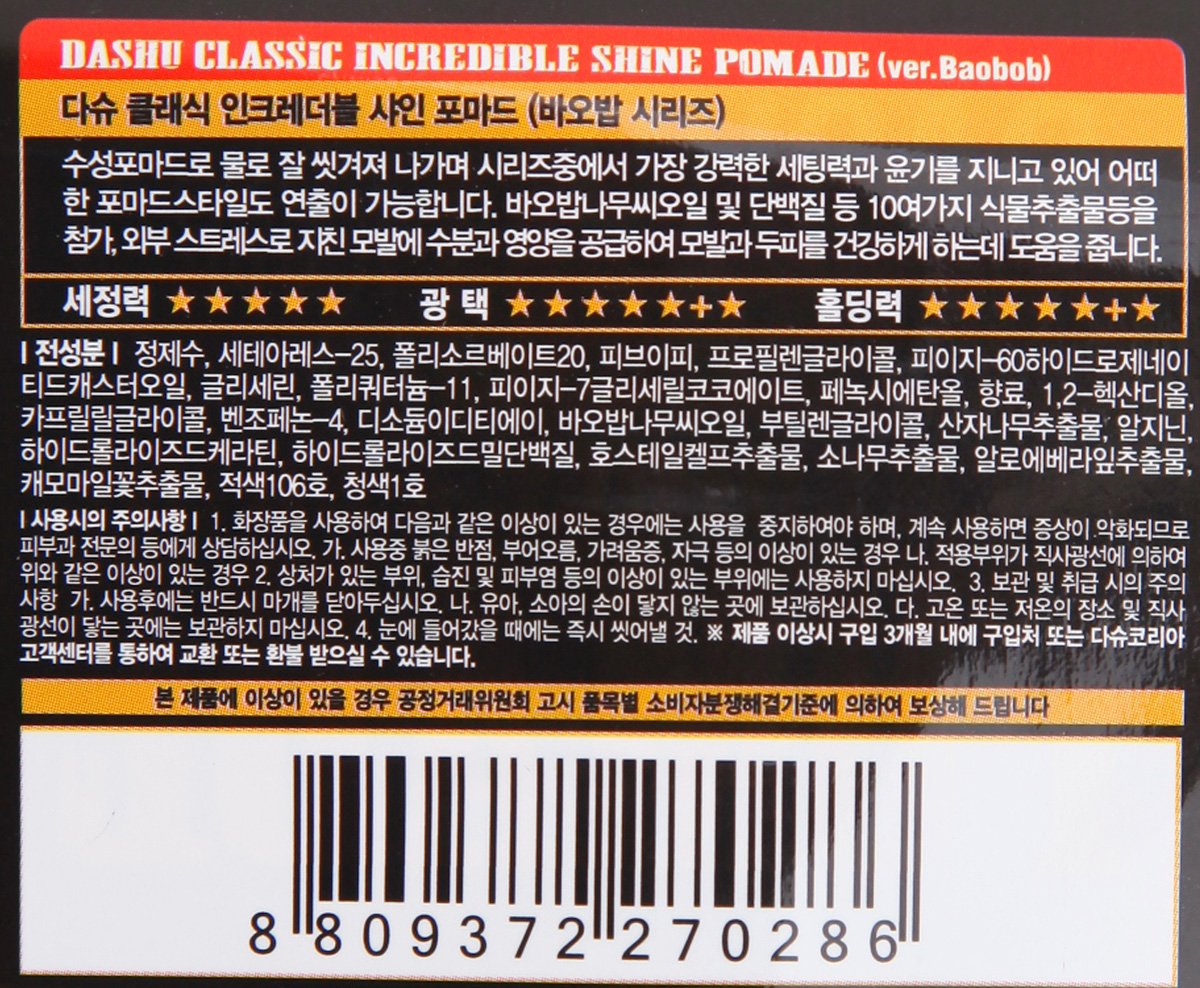 DASHU CLASSIC INCREDIBLE SHINE POMADE (ver.Baobob)
다슈 클래식 인크레더블 샤인 포마드 (바오밥 시리즈)
수성포마드로 물로 잘 씻겨져 나가며 시리즈중에서 가장 강력한 세팅력과 윤기를 지니고 있어 어떠
한 포마드스타일도 연출이 가능합니다. 바오밥나무씨오일 및 단백질 등 10여가지 식물추출물등을
첨가, 외부 스트레스로 지친 모발에 수분과 영양을 공급하여 모발과 두피를 건강하게 하는데 도움을 줍니다.
세정력 ★★★★★ 광 택 ★★★★★+★ 홀딩력 ★★★★★+★
| 전성분 | 정제수, 세테아레스-25, 폴리소르베이트20, 피브이피, 프로필렌글라이콜, 피이지-60하이드로제네이
티드캐스터오일, 글리세린, 폴리쿼터늄-11, 피이지-7글리세릴코코에이트, 페녹시에탄올, 향료, 1,2-헥산디올,
카프릴릴글라이콜, 벤조페논-4, 디소듐이디티에이, 바오밥나무씨오일, 부틸렌글라이콜, 산자나무추출물, 알지닌,
하이드롤라이즈드케라틴, 하이드롤라이즈드밀단백질, 호스테일켈프추출물, 소나무추출물, 알로에베라잎추출물,
캐모마일꽃추출물, 적색106호, 청색1호
| 사용시의 주의사항 | 1. 화장품을 사용하여 다음과 같은 이상이 있는 경우에는 사용을 중지하여야 하며, 계속 사용하면 증상이 악화되므로
피부과 전문의 등에게 상담하십시오. 가. 사용중 붉은 반점, 부어오름, 가려움증, 자극 등의 이상이 있는 경우 나. 적용부위가 직사광선에 의하여
위와 같은 이상이 있는 경우 2. 상처가 있는 부위, 습진 및 피부염 등의 이상이 있는 부위에는 사용하지 마십시오. 3. 보관 및 취급 시의 주의
사항 가. 사용후에는 반드시 마개를 닫아두십시오. 나. 유아, 소아의 손이 닿지 않는 곳에 보관하십시오. 다. 고온 또는 저온의 장소 및 직사
광선이 닿는 곳에는 보관하지 마십시오. 4. 눈에 들어갔을 때에는 즉시 씻어낼 것. ※ 제품 이상시 구입 3개월 내에 구입처 또는 다슈코리아
고객센터를 통하여 교환 또는 환불 받으실 수 있습니다.
본 제품에 이상이 있을 경우 공정거래위원회 고시 품목별 소비자분쟁해결기준에 의하여 보상해 드립니다
8 809372 270286